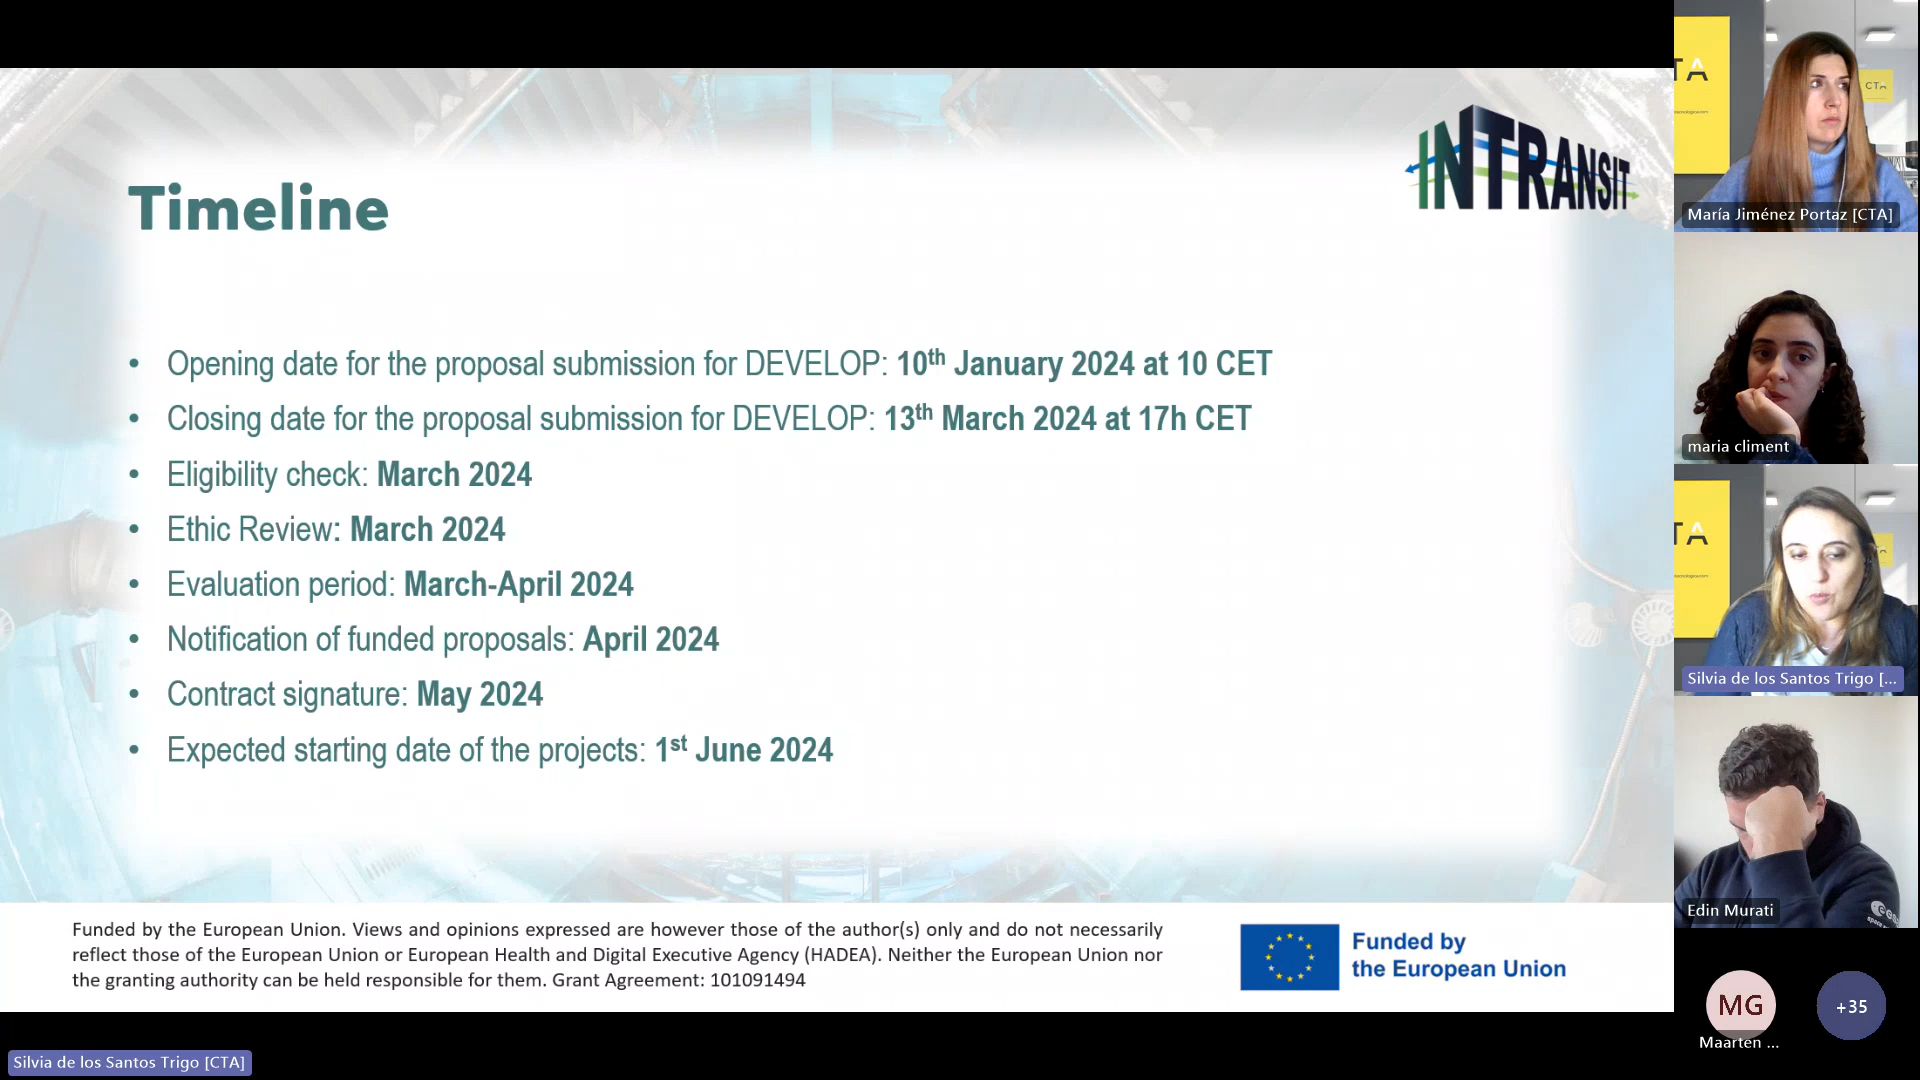 Timeline
INTRANSIT
• Opening date for the proposal submission for DEVELOP: 10th January 2024 at 10 CET
• Closing date for the proposal submission for DEVELOP: 13th March 2024 at 17h CET
• Eligibility check: March 2024
• Ethic Review: March 2024
• Evaluation period: March-April 2024
• Notification of funded proposals: April 2024
• Contract signature: May 2024
• Expected starting date of the projects: 1st June 2024
Funded by the European Union. Views and opinions expressed are however those of the author(s) only and do not necessarily
reflect those of the European Union or European Health and Digital Executive Agency (HADEA). Neither the European Union nor
the granting authority can be held responsible for them. Grant Agreement: 101091494
Funded by
the European Union
Silvia de los Santos Trigo [CTA]
TA
CTA
María Jiménez Portaz [CTA]
maria climent
TA
Silvia de los Santos Trigo [...
Edin Murati
MG
Maarten ...
+35